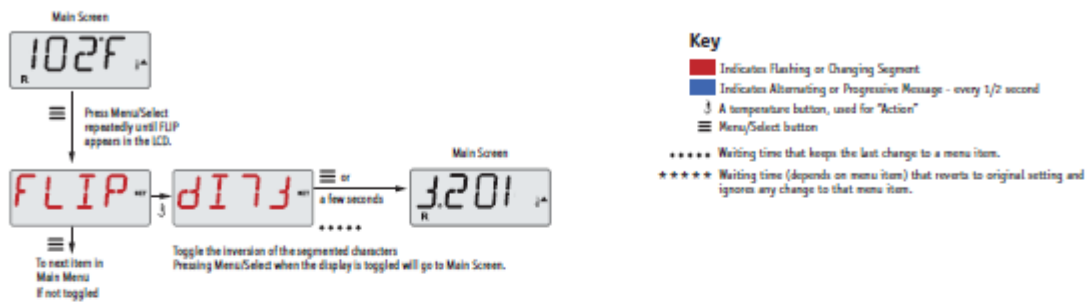 Main Screen
102°F
R
Press Menu/Select
repeatedly until FLIP
appears in the LCD.
FLIP
or
a few seconds
Main Screen
R
Toggle the inversion of the segmented characters
Pressing Menu/Select when the display is toggled will go to Main Screen.
To next item in
Main Menu
If not toggled
Key
Indicates Flashing or Changing Segment
Indicates Alternating or Progressive Message - every 1/2 second
A temperature button, used for "Action"
Menu/Select button
••••• Waiting time that keeps the last change to a menu item.
★★★★★ Waiting time (depends on menu item) that reverts to original setting and
ignores any change to that menu item.